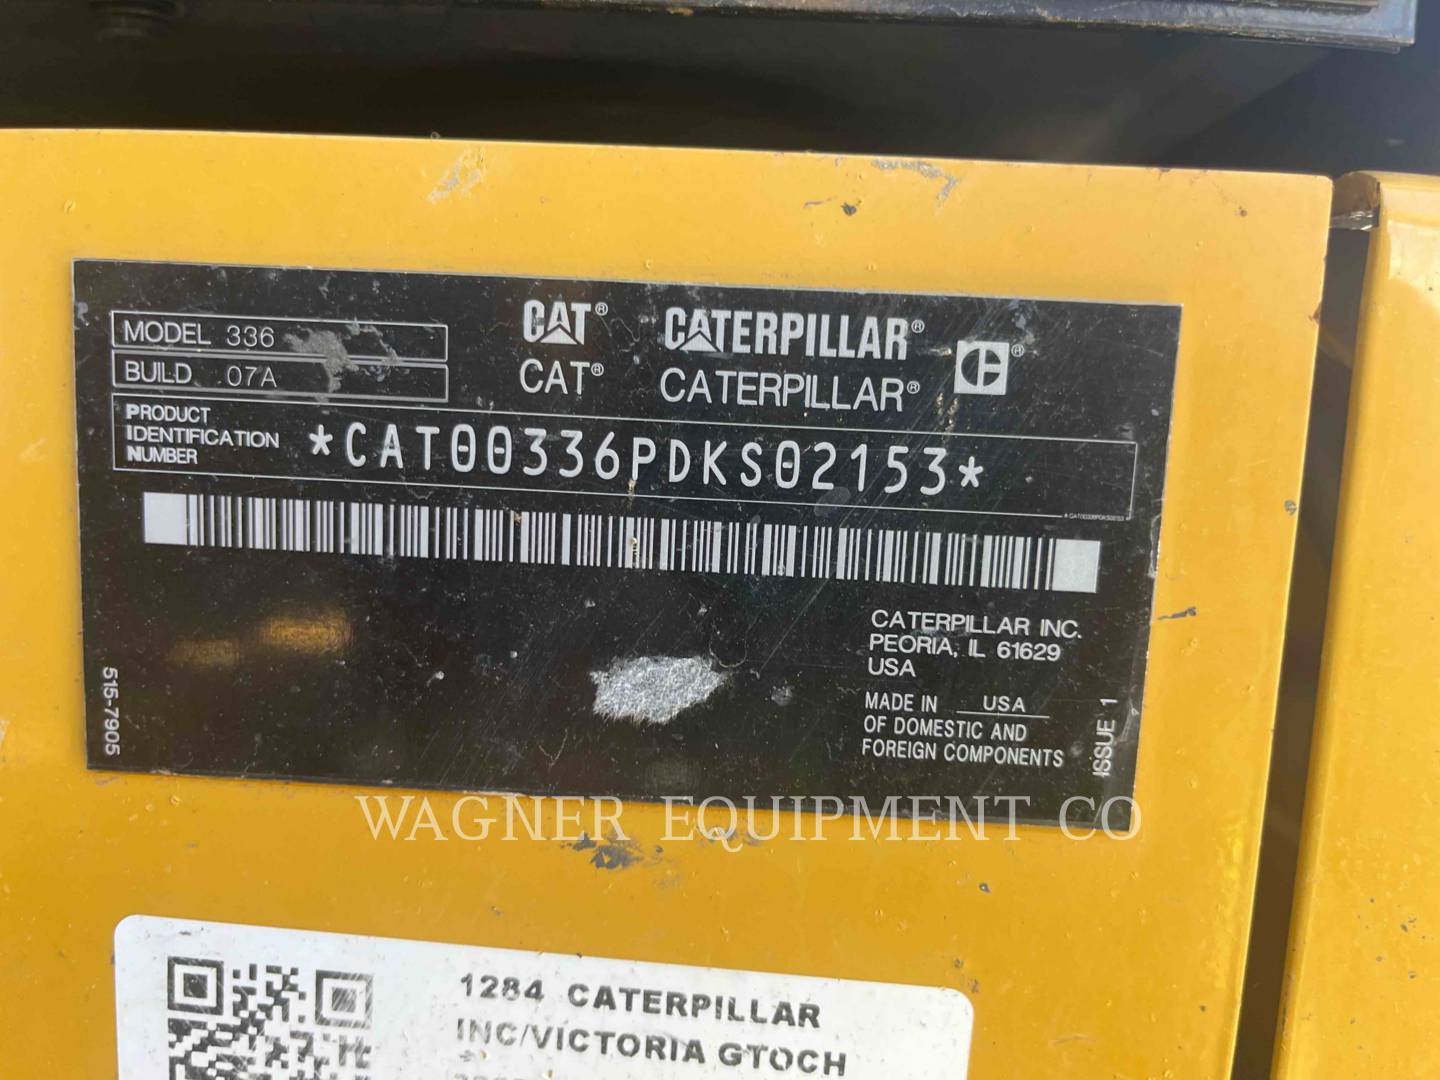 MODEL 336
BUILD 07A
CAT® CATERPILLAR®
CAT® CATERPILLAR®
PRODUCT
IDENTIFICATION
NUMBER
*CAT00336PDKS02153*
CATERPILLAR INC.
PEORIA, IL 61629
USA
MADE IN USA
OF DOMESTIC AND
FOREIGN COMPONENTS
515-7905
ISSUE 1
WAGNER EQUIPMENT CO
1284 CATERPILLAR
INC/VICTORIA GTOCH